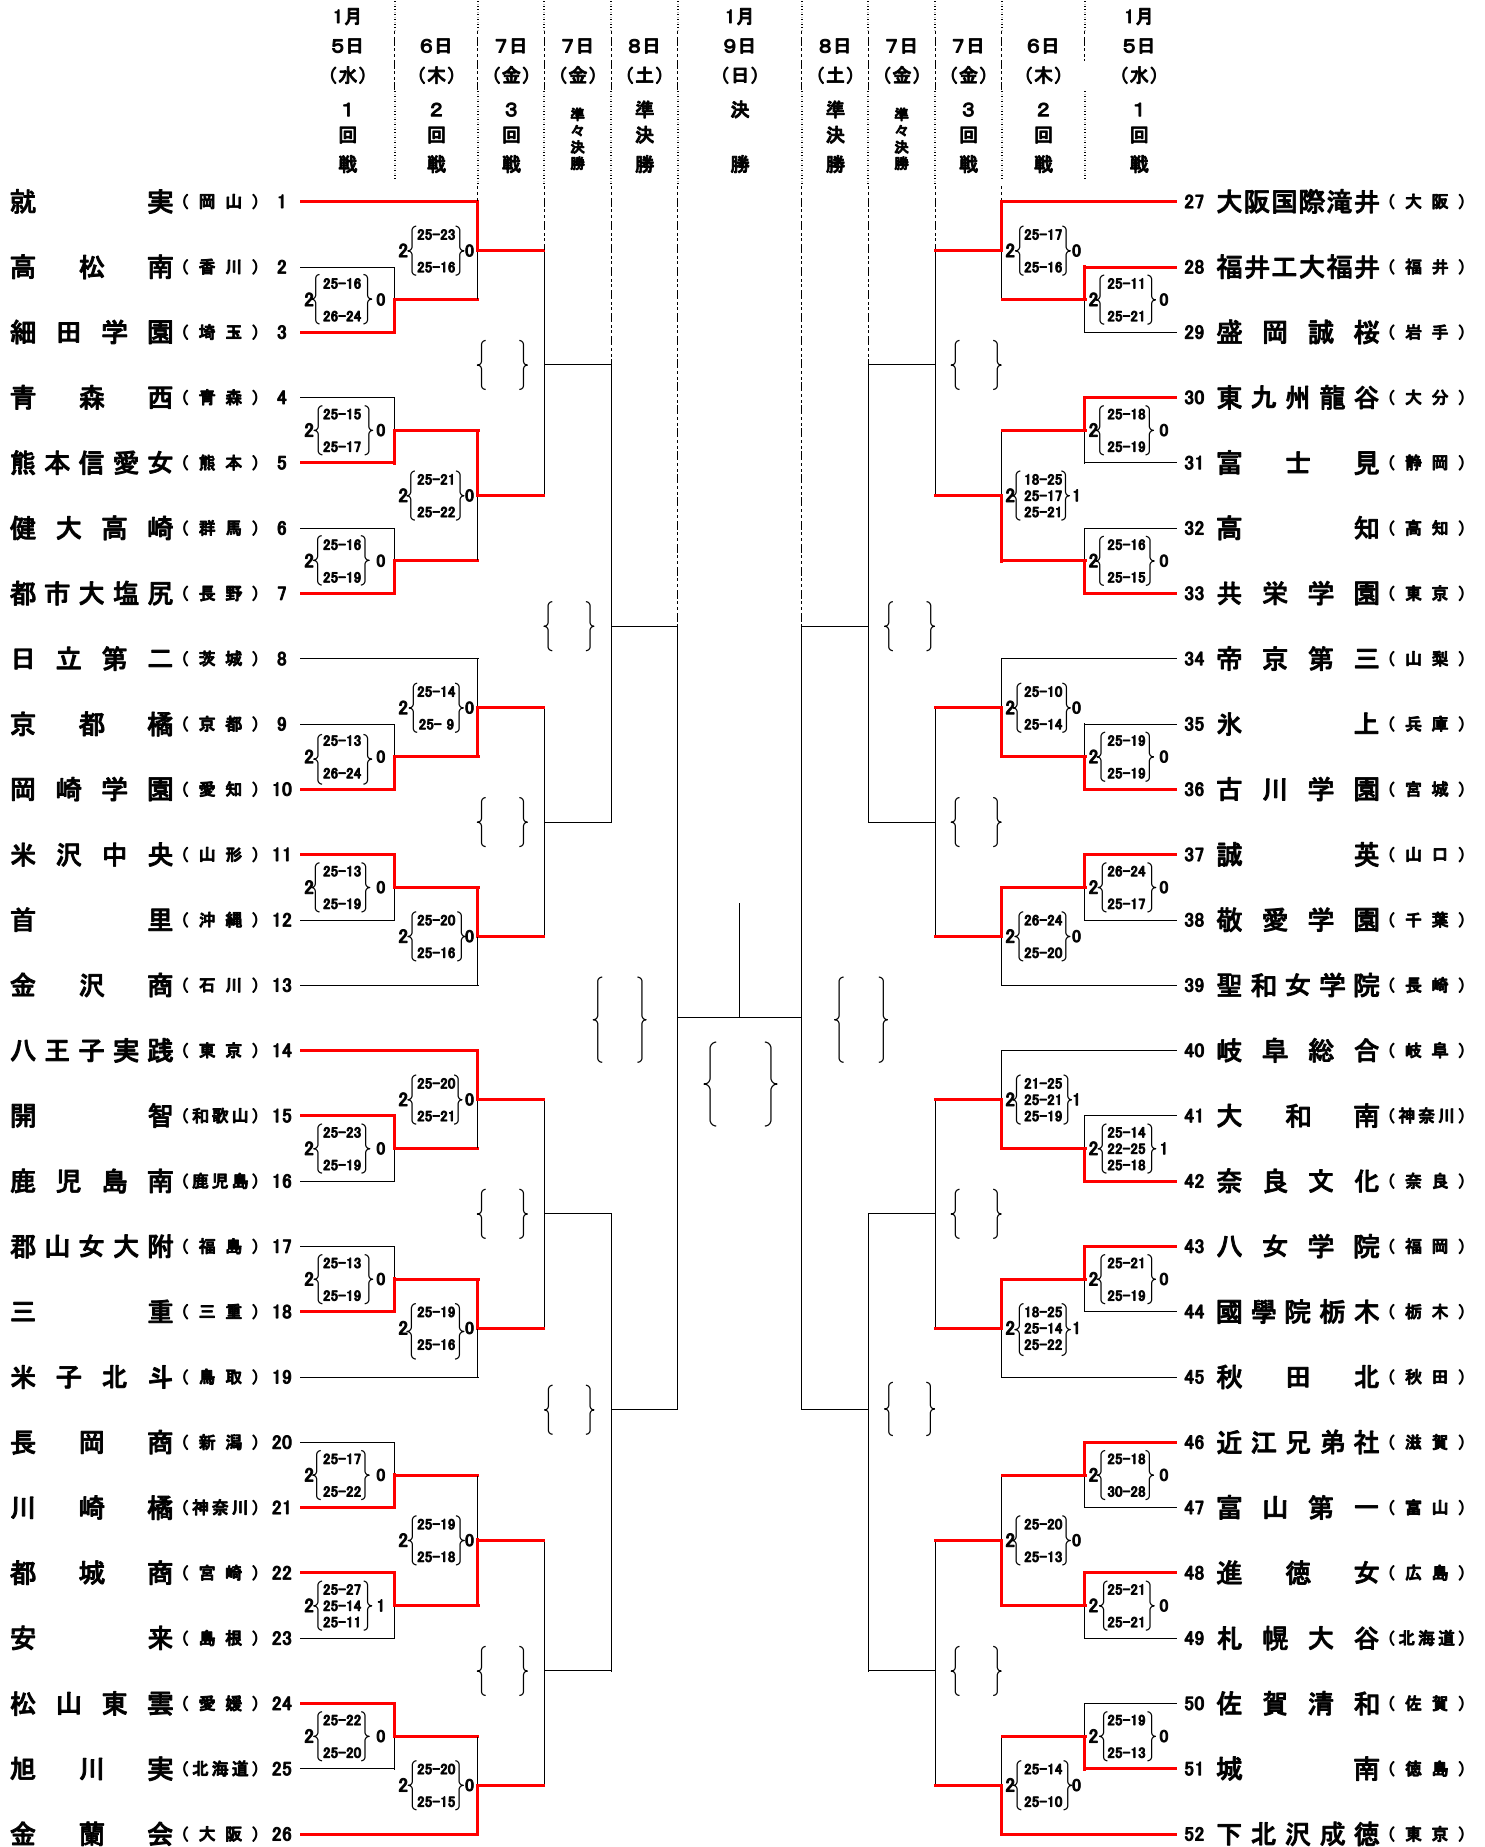 1月 1月 1月
5日 6日 7日 7日 8日 9日 8日 7日 7日 6日 5日
(水) (木) (金) (金) (土) (日) (土) (金) (金) (木) (水)
1回戦 2回戦 3回戦 準々決勝 準決勝 決勝 準決勝 準々決勝 3回戦 2回戦 1回戦
就実(岡山) 1
2 25-23 25-16 0
高松南(香川) 2
2 25-16 26-24 0
細田学園(埼玉) 3
青森西(青森) 4
2 25-15 25-17 0
熊本信愛女(熊本) 5
2 25-21 25-22 0
健大高崎(群馬) 6
2 25-16 25-19 0
都市大塩尻(長野) 7
日立第二(茨城) 8
2 25-14 25-9 0
京都橘(京都) 9
2 25-13 26-24 0
岡崎学園(愛知) 10
米沢中央(山形) 11
2 25-13 25-19 0
首里(沖縄) 12
2 25-20 25-16 0
金沢商(石川) 13
八王子実践(東京) 14
2 25-20 25-21 0
開智(和歌山) 15
2 25-23 25-19 0
鹿児島南(鹿児島) 16
郡山女大附(福島) 17
2 25-13 25-19 0
三重(三重) 18
2 25-19 25-16 0
米子北斗(鳥取) 19
長岡商(新潟) 20
2 25-17 25-22 0
川崎橘(神奈川) 21
2 25-19 25-18 0
都城商(宮崎) 22
2 25-27 25-14 25-11 1
安来(島根) 23
松山東雲(愛媛) 24
2 25-22 25-20 0
旭川実(北海道) 25
2 25-20 25-15 0
金蘭会(大阪) 26
27 大阪国際滝井(大阪)
2 25-17 25-16 0
28 福井工大福井(福井)
2 25-11 25-21 0
29 盛岡誠桜(岩手)
30 東九州龍谷(大分)
2 25-18 25-19 0
31 富士見(静岡)
2 18-25 25-17 25-21 1
32 高知(高知)
2 25-16 25-15 0
33 共栄学園(東京)
34 帝京第三(山梨)
2 25-10 25-14 0
35 氷上(兵庫)
2 25-19 25-19 0
36 古川学園(宮城)
37 誠英(山口)
2 26-24 25-17 0
38 敬愛学園(千葉)
2 26-24 25-20 0
39 聖和女学院(長崎)
40 岐阜総合(岐阜)
2 21-25 25-21 25-19 1
41 大和南(神奈川)
2 25-14 22-25 25-18 1
42 奈良文化(奈良)
43 八女学院(福岡)
2 25-21 25-19 0
44 國學院栃木(栃木)
2 18-25 25-14 25-22 1
45 秋田北(秋田)
46 近江兄弟社(滋賀)
2 25-18 30-28 0
47 富山第一(富山)
2 25-20 25-13 0
48 進徳女(広島)
2 25-21 25-21 0
49 札幌大谷(北海道)
50 佐賀清和(佐賀)
2 25-19 25-13 0
51 城南(徳島)
2 25-14 25-10 0
52 下北沢成徳(東京)